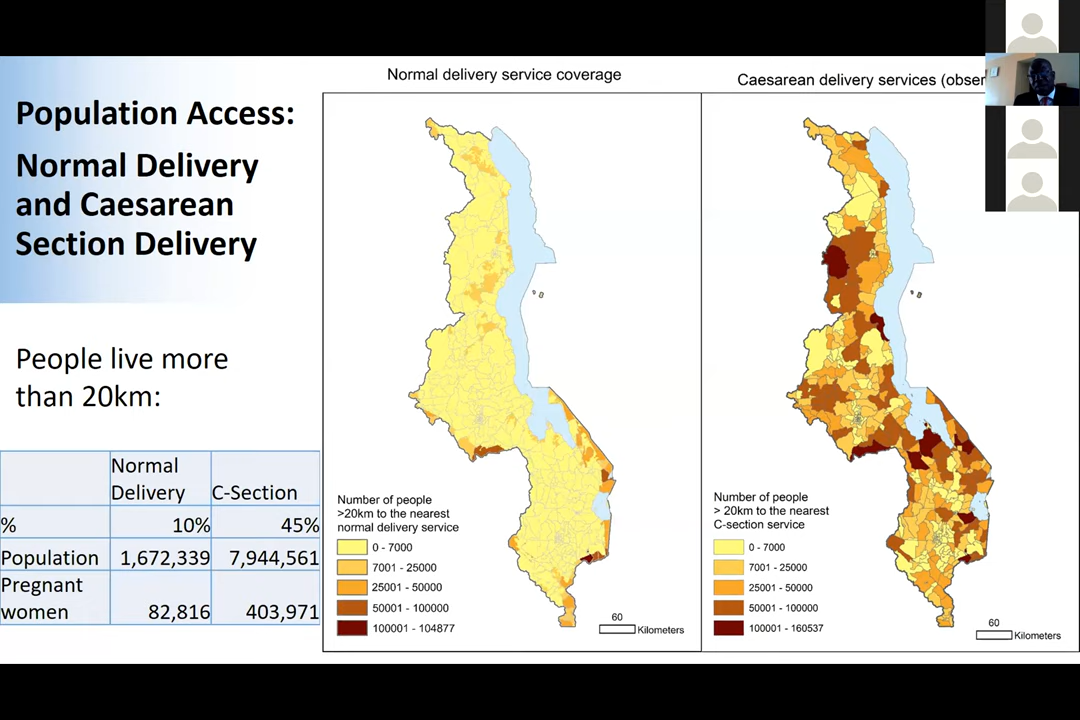 Population Access:
Normal Delivery
and Caesarean
Section Delivery
People live more
than 20km:
Normal Delivery C-Section
% 10% 45%
Population 1,672,339 7,944,561
Pregnant women 82,816 403,971
Normal delivery service coverage
Number of people
>20km to the nearest
normal delivery service
0 - 7000
7001 - 25000
25001 - 50000
50001 - 100000
100001 - 104877
60
Kilometers
Caesarean delivery services (obser
Number of people
> 20km to the nearest
C-section service
0 - 7000
7001 - 25000
25001 - 50000
50001 - 100000
100001 - 160537
60
Kilometers